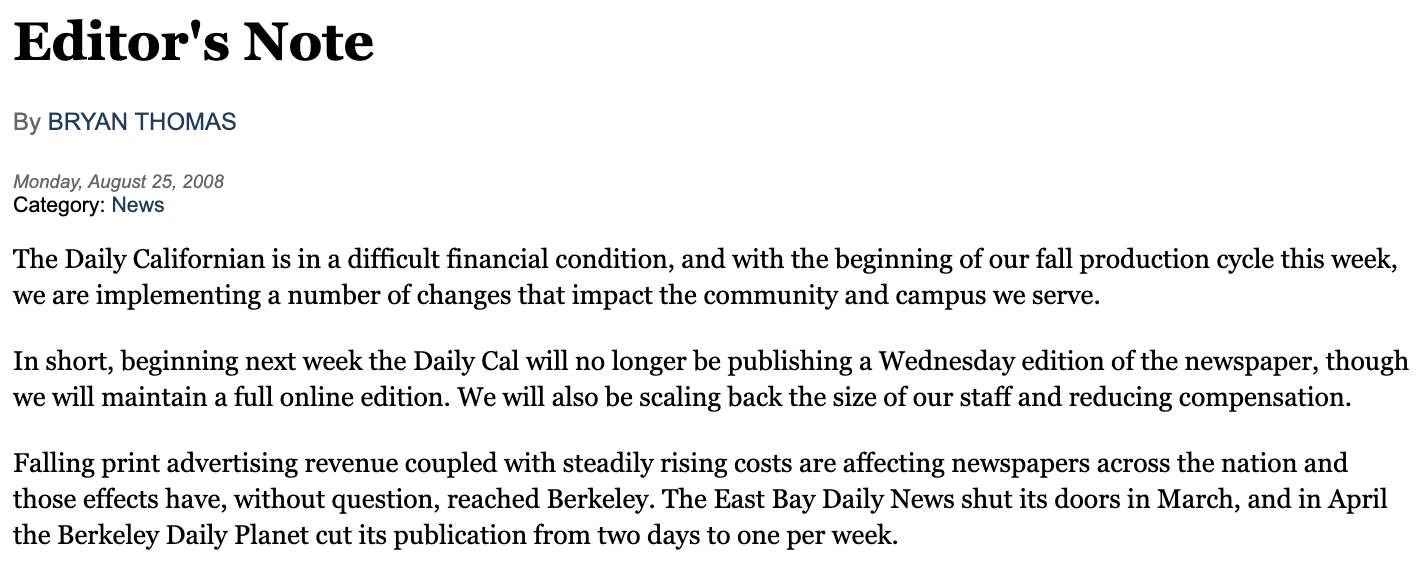 Editor's Note
By BRYAN THOMAS
Monday, August 25, 2008
Category: News
The Daily Californian is in a difficult financial condition, and with the beginning of our fall production cycle this week,
we are implementing a number of changes that impact the community and campus we serve.
In short, beginning next week the Daily Cal will no longer be publishing a Wednesday edition of the newspaper, though
we will maintain a full online edition. We will also be scaling back the size of our staff and reducing compensation.
Falling print advertising revenue coupled with steadily rising costs are affecting newspapers across the nation and
those effects have, without question, reached Berkeley. The East Bay Daily News shut its doors in March, and in April
the Berkeley Daily Planet cut its publication from two days to one per week.